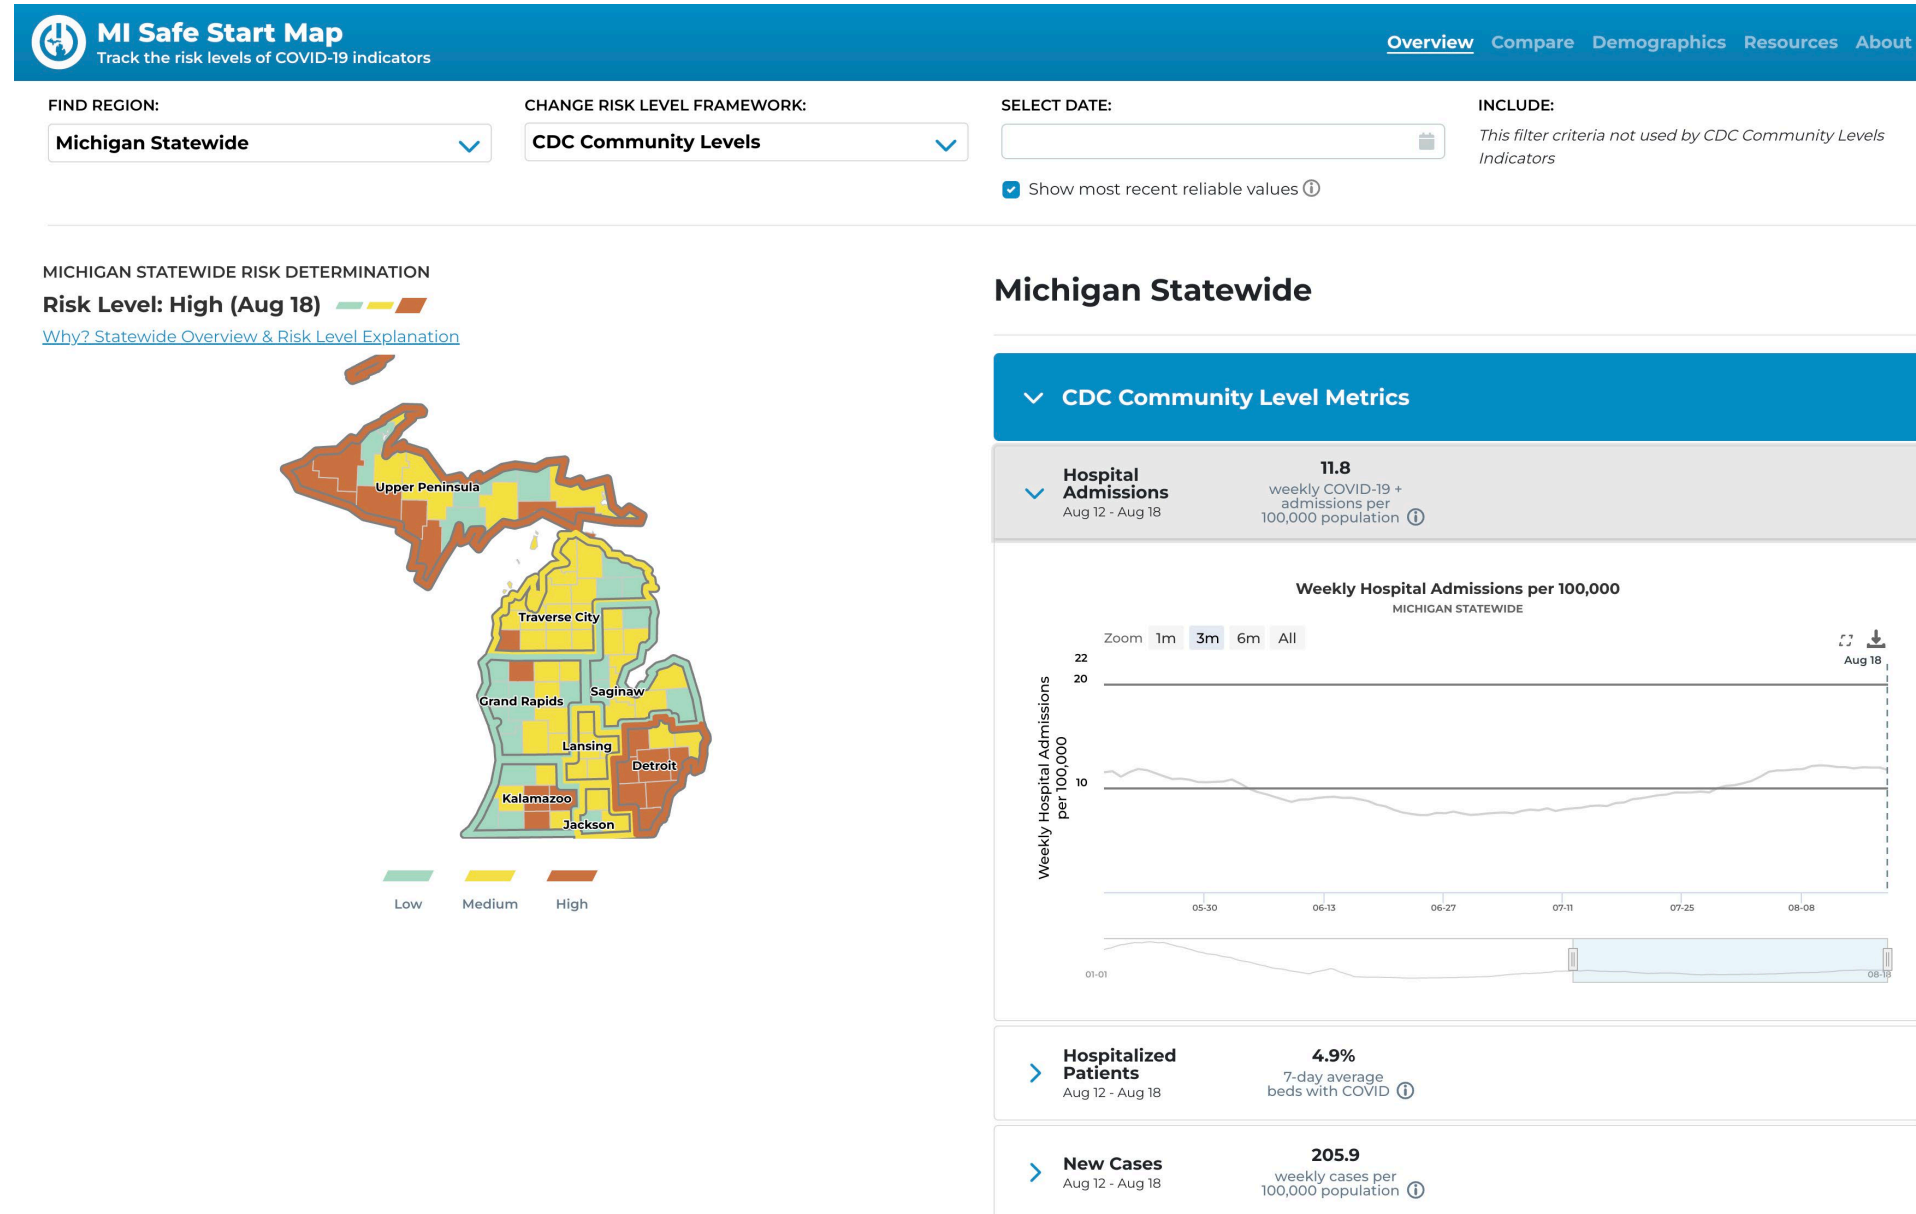 MI Safe Start Map
Track the risk levels of COVID-19 indicators
Overview Compare Demographics Resources About
FIND REGION:
Michigan Statewide
CHANGE RISK LEVEL FRAMEWORK:
CDC Community Levels
SELECT DATE:
Show most recent reliable values
INCLUDE:
This filter criteria not used by CDC Community Levels
Indicators
MICHIGAN STATEWIDE RISK DETERMINATION
Risk Level: High (Aug 18)
Why? Statewide Overview & Risk Level Explanation
Upper Peninsula
Traverse City
Grand Rapids
Saginaw
Lansing
Detroit
Kalamazoo
Jackson
Low Medium High
Michigan Statewide
CDC Community Level Metrics
Hospital
Admissions
Aug 12 - Aug 18
11.8
weekly COVID-19 +
admissions per
100,000 population
Weekly Hospital Admissions per 100,000
MICHIGAN STATEWIDE
Zoom 1m 3m 6m All
Aug 18
22
20
10
Weekly Hospital Admissions
per 100,000
05-30 06-13 06-27 07-11 07-25 08-08
01-01 08-18
Hospitalized
Patients
Aug 12 - Aug 18
4.9%
7-day average
beds with COVID
New Cases
Aug 12 - Aug 18
205.9
weekly cases per
100,000 population